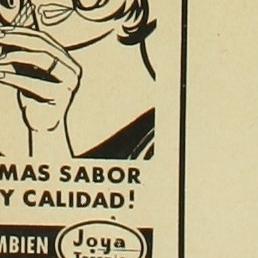 MAS SABOR
Y CALIDAD!
MBIEN
Joya